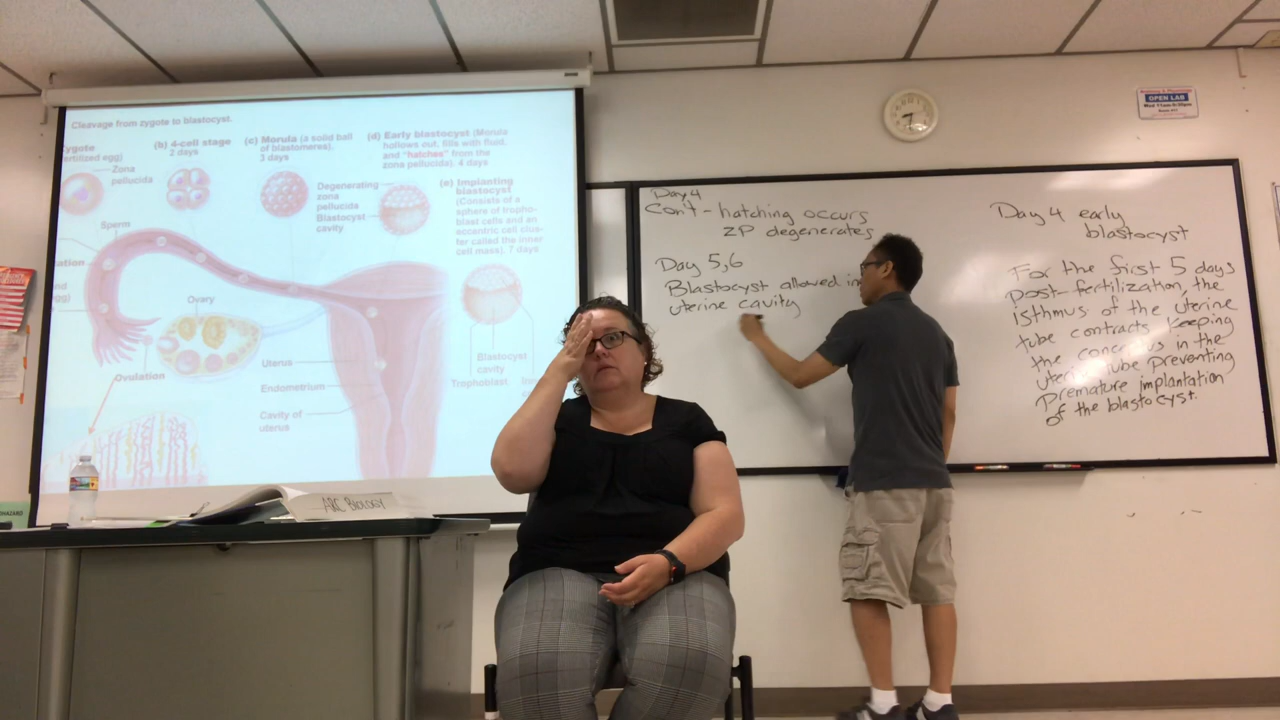 Cleavage from zygote to blastocyst.
(b) 4-cell stage
2 days
(c) Morula (a solid ball
of blastomeres).
3 days
(d) Early blastocyst (Morula
hollows out, fills with fluid,
and "hatches" from the
zona pellucida). 4 days
(e) Implanting
blastocyst
(Consists of a
sphere of tropho-
blast cells and an
eccentric cell clus-
ter called the inner
cell mass). 7 days
Zona
pellucida
Degenerating
zona
pellucida
Blastocyst
cavity
Sperm
Ovary
Ovulation
Uterus
Endometrium
Cavity of
uterus
Blastocyst
cavity
Trophoblast
ARC BIOLOGY
OPEN LAB
Day 4
Con't - hatching occurs
ZP degenerates
Day 5,6
Blastocyst allowed in
uterine cavity
Day 4 early
blastocyst
For the first 5 days
post-fertilization, the
isthmus of the uterine
tube contracts keeping
the in the
tube preventing
premature implantation
of the blastocyst.